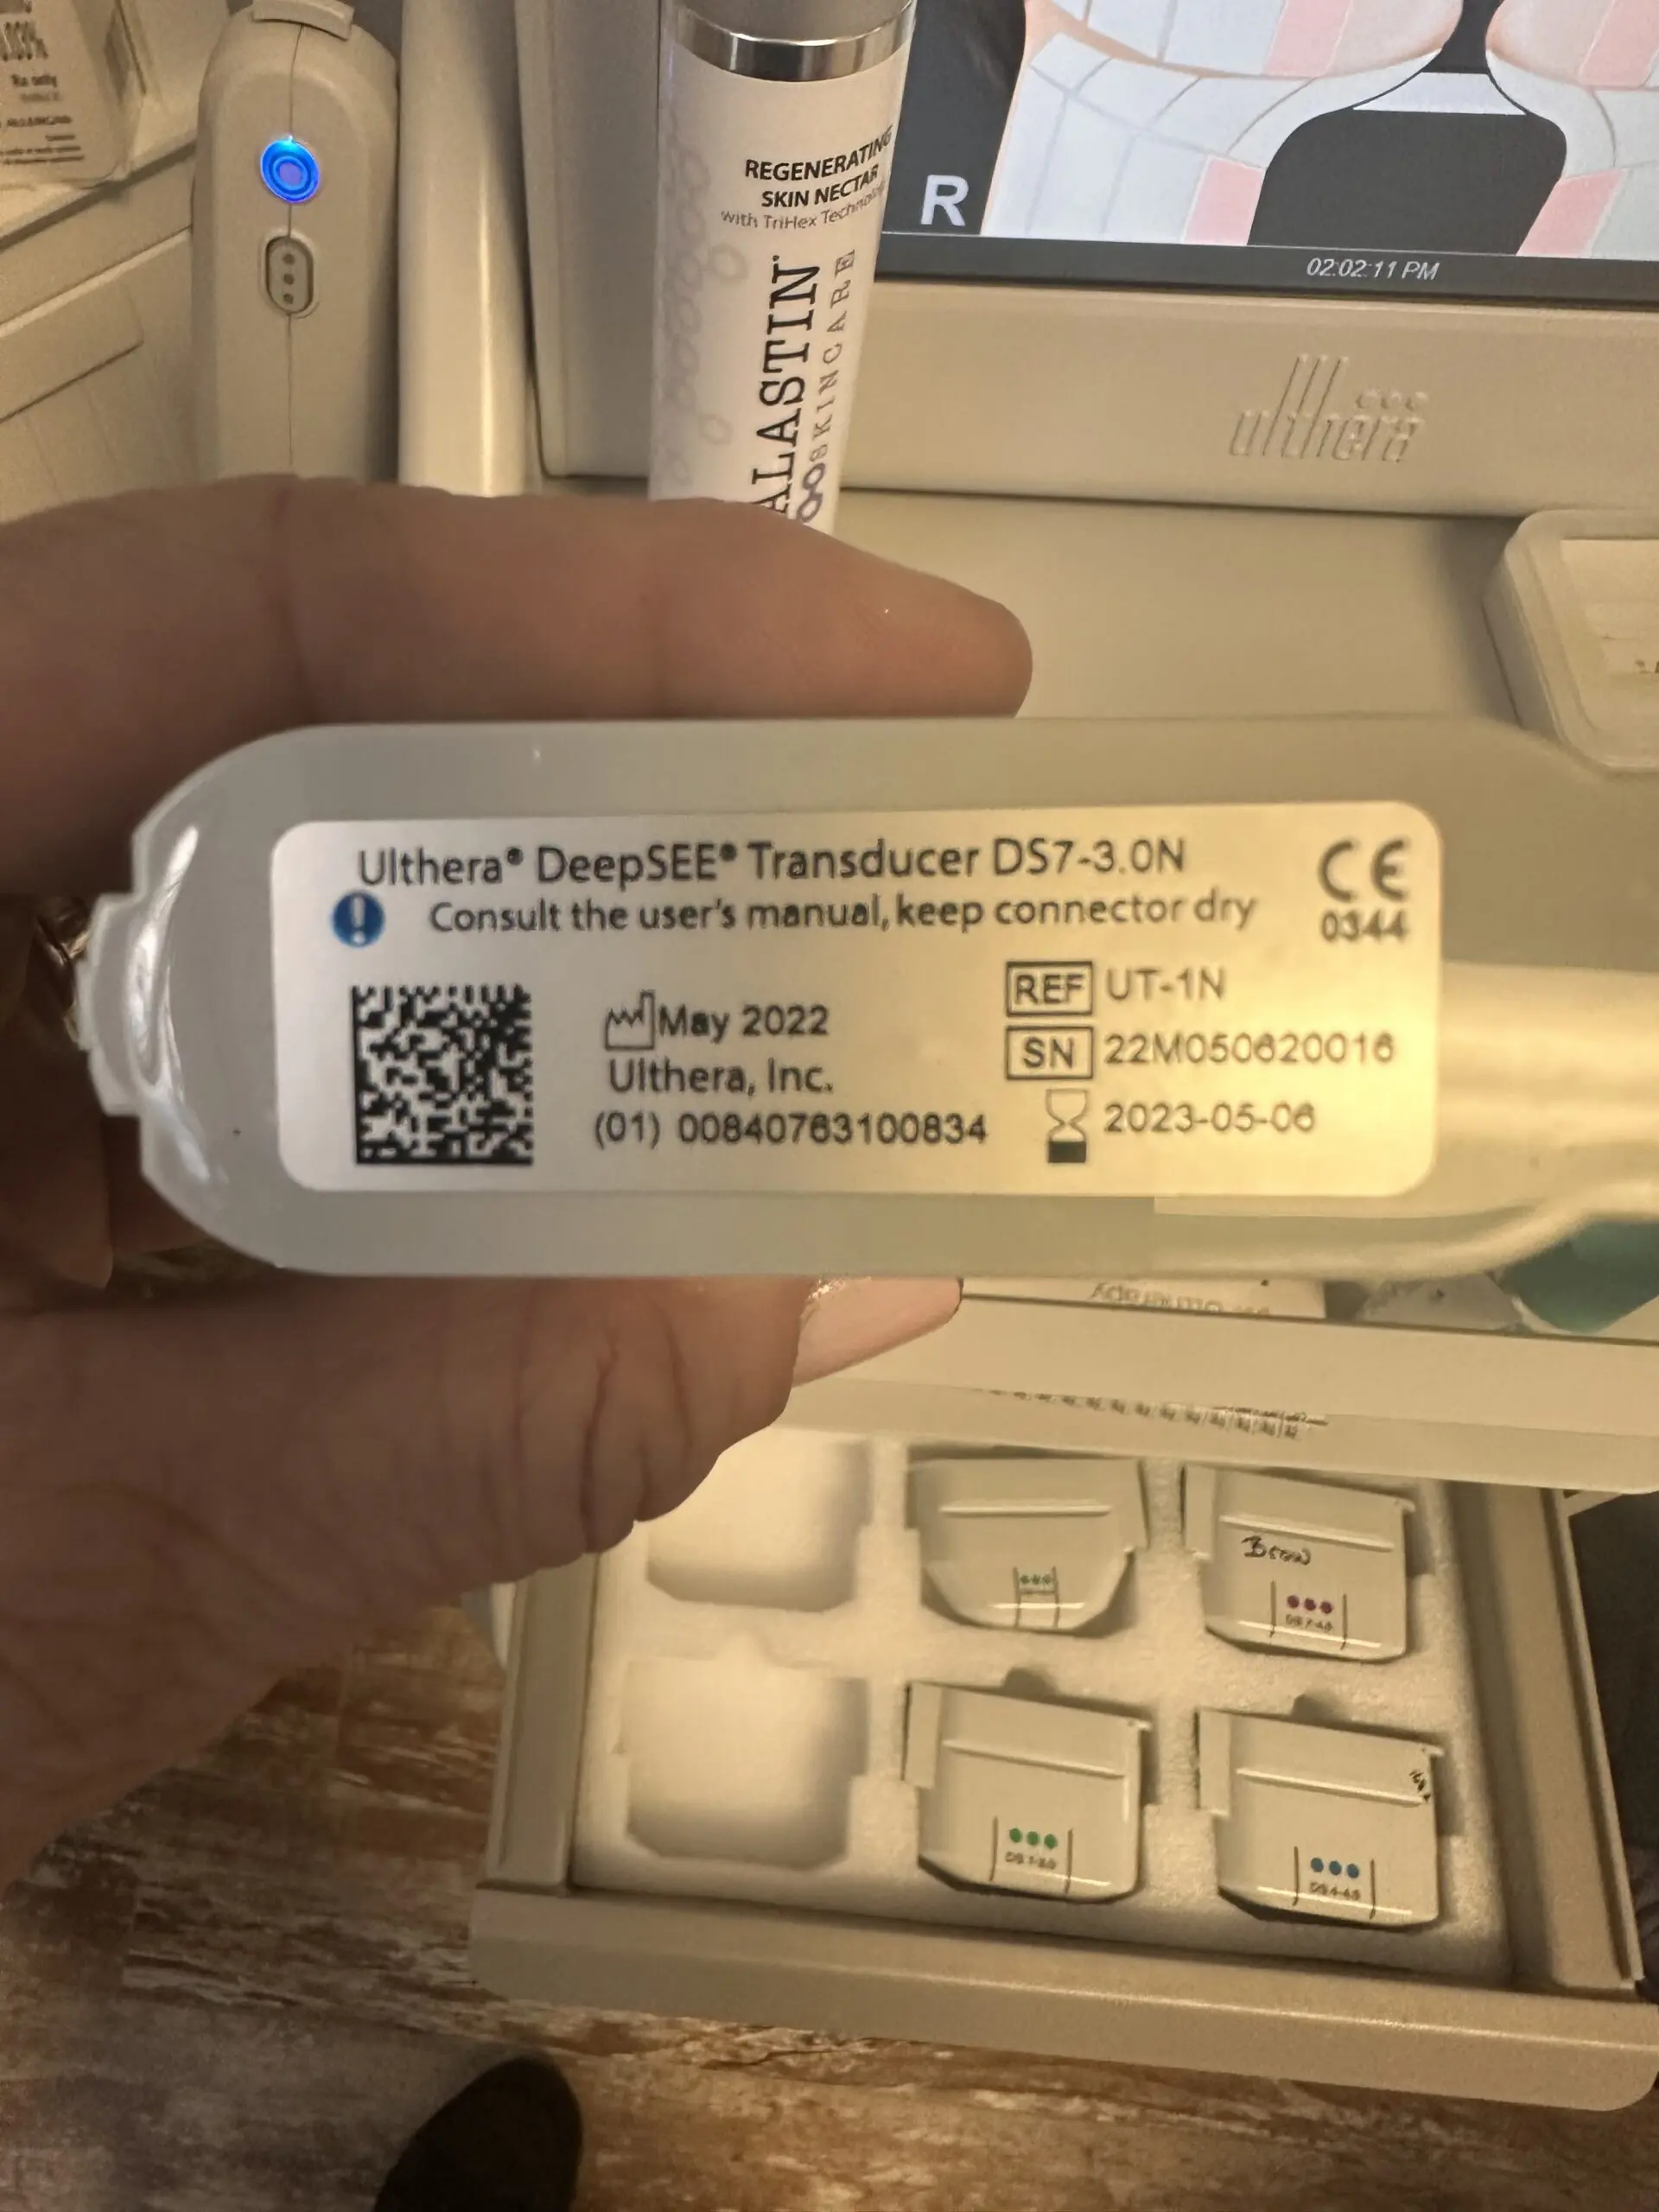 Rx only
REGENERATING
SKIN NECTAR
with TriHex Technology
ALASTIN
SKINCARE
R
02:02:11 PM
ulthera
Ulthera® DeepSEE® Transducer DS7-3.0N
Consult the user's manual, keep connector dry
CE
0344
REF UT-1N
May 2022
SN 22M050620016
Ulthera, Inc.
(01) 00840763100834
2023-05-06
Brow